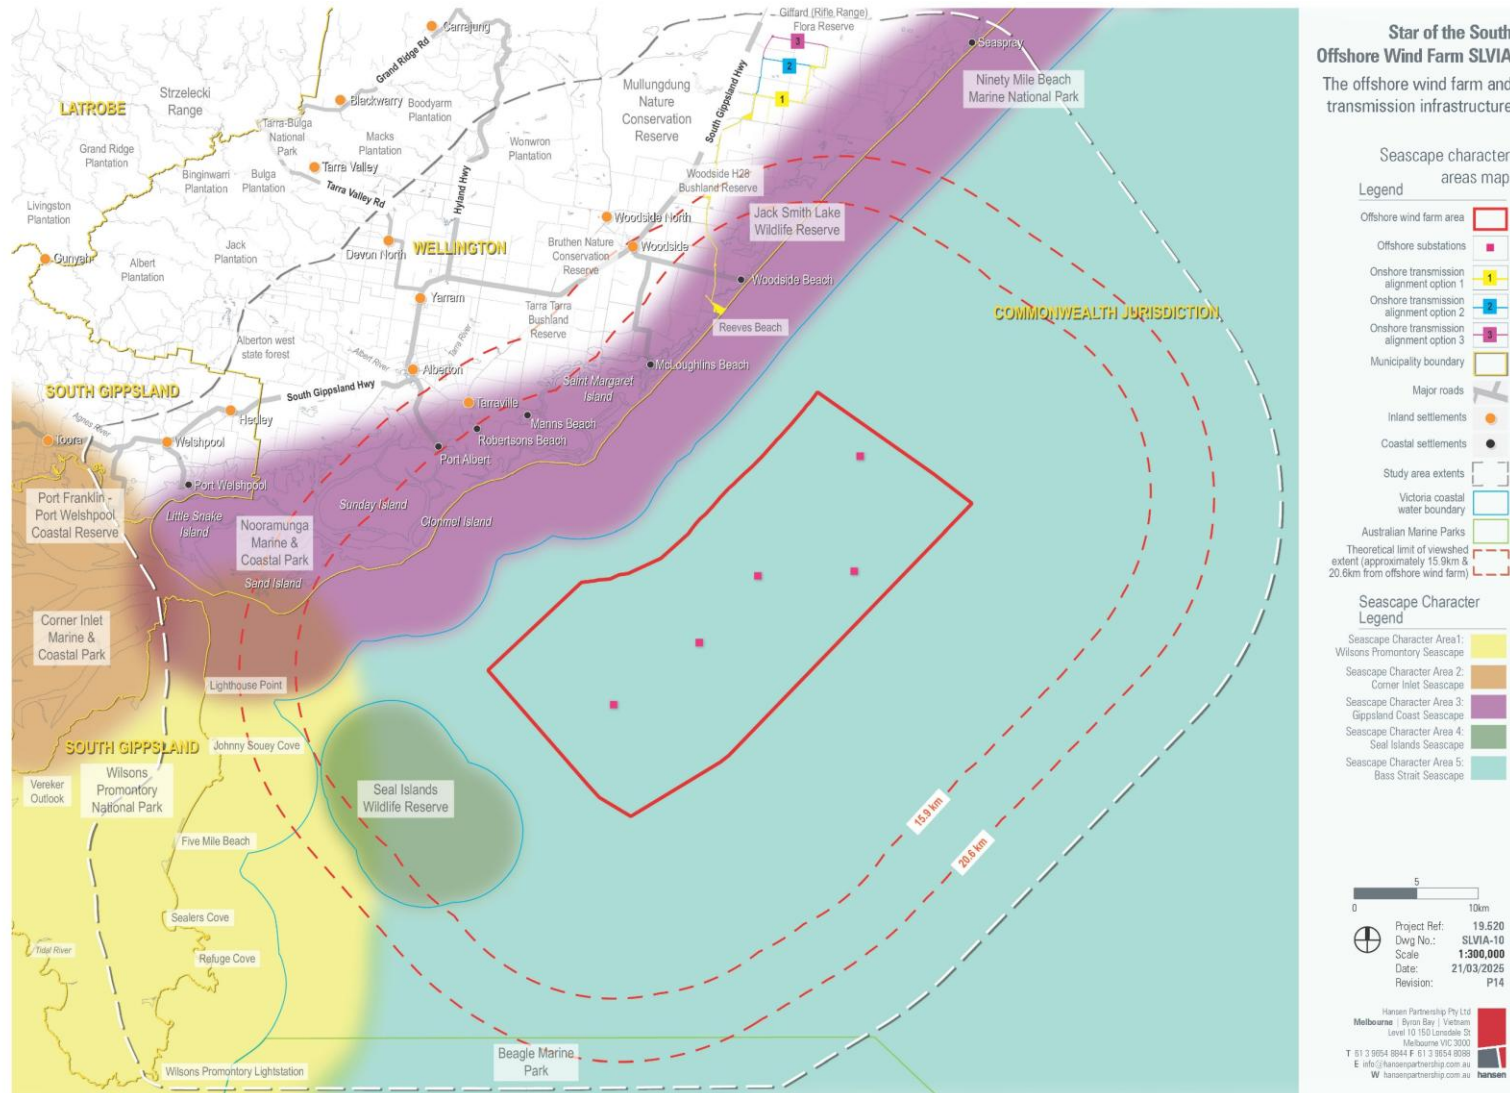 Star of the South
Offshore Wind Farm SLVIA
The offshore wind farm and
transmission infrastructure
Seascape character
areas map
Legend
Offshore wind farm area
Offshore substations
Onshore transmission
alignment option 1
1
Onshore transmission
alignment option 2
2
Onshore transmission
alignment option 3
3
Municipality boundary
Major roads
Inland settlements
Coastal settlements
Study area extents
Victoria coastal
water boundary
Australian Marine Parks
Theoretical limit of viewshed
extent (approximately 15.9km &
20.6km from offshore wind farm)
Seascape Character
Legend
Seascape Character Area1:
Wilsons Promontory Seascape
Seascape Character Area 2:
Corner Inlet Seascape
Seascape Character Area 3:
Gippsland Coast Seascape
Seascape Character Area 4:
Seal Islands Seascape
Seascape Character Area 5:
Bass Strait Seascape
5
0 10km
Project Ref: 19.520
Dwg No.: SLVIA-10
Scale 1:300,000
Date: 21/03/2025
Revision: P14
Hansen Partnership Pty Ltd
Melbourne | Byron Bay | Vietnam
Level 10 150 Lonsdale St
Melbourne VIC 3000
T 61 3 9654 8844 F 61 3 9654 8088
E info@hansenpartnership.com.au
W hansenpartnership.com.au hansen
Carrajung
Grand Ridge Rd
Giffard (Rifle Range)
Flora Reserve
3
2
1
Seaspray
Ninety Mile Beach
Marine National Park
LATROBE
Strzelecki
Range
Blackwarry
Boodyarm
Plantation
Mullungdung
Nature
Conservation
Reserve
South Gippsland Hwy
Tarra-Bulga
National
Park
Macks
Plantation
Wonwron
Plantation
Grand Ridge
Plantation
Binginwarri
Plantation
Bulga
Plantation
Tarra Valley
Tarra Valley Rd
Hyland Hwy
Woodside H28
Bushland Reserve
Livingston
Plantation
Jack
Plantation
Albert
Plantation
Gunyah
Devon North
WELLINGTON
Woodside North
Bruthen Nature
Conservation
Reserve
Woodside
Jack Smith Lake
Wildlife Reserve
Woodside Beach
Yarram
Tarra Tarra
Bushland
Reserve
Reeves Beach
COMMONWEALTH JURISDICTION
Alberton west
state forest
Albert River
Tarra River
Alberton
McLoughlins Beach
SOUTH GIPPSLAND
South Gippsland Hwy
Saint Margaret
Island
Hedley
Tarraville
Manns Beach
Robertsons Beach
Agnes River
Toora
Welshpool
Port Albert
Port Welshpool
Port Franklin -
Port Welshpool
Coastal Reserve
Little Snake
Island
Sunday Island
Clonmel Island
Nooramunga
Marine &
Coastal Park
Sand Island
Corner Inlet
Marine &
Coastal Park
Lighthouse Point
SOUTH GIPPSLAND
Johnny Souey Cove
Vereker
Outlook
Wilsons
Promontory
National Park
Seal Islands
Wildlife Reserve
Five Mile Beach
15.9 km
20.6 km
Sealers Cove
Tidal River
Refuge Cove
Beagle Marine
Park
Wilsons Promontory Lightstation